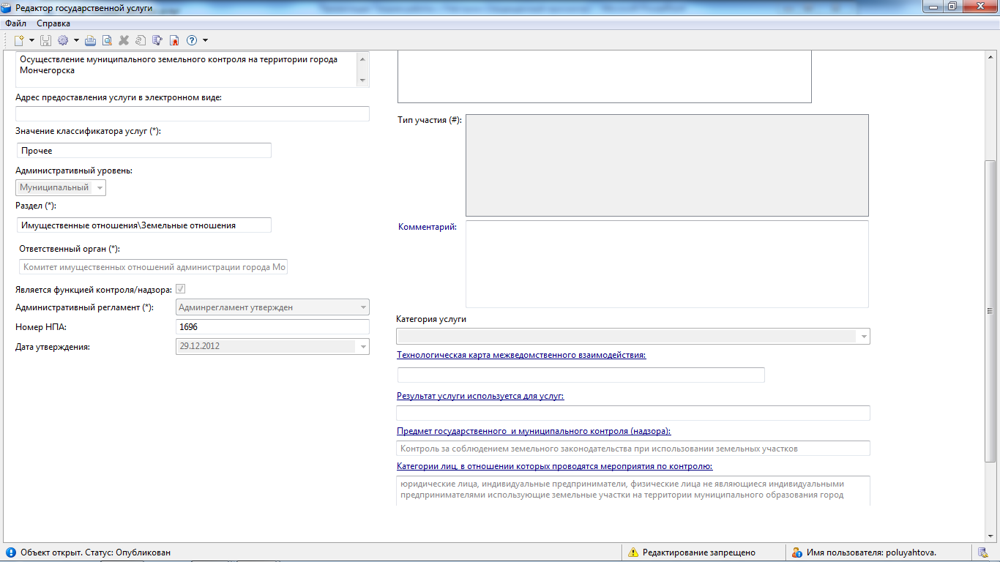 Редактор государственной услуги
Файл Справка
Осуществление муниципального земельного контроля на территории города
Мончегорска
Адрес предоставления услуги в электронном виде:
Значение классификатора услуг (*):
Прочее
Административный уровень:
Муниципальный
Раздел (*):
Имущественные отношения\Земельные отношения
Ответственный орган (*):
Комитет имущественных отношений администрации города Мо
Является функцией контроля/надзора:
Административный регламент (*):
Админрегламент утвержден
Номер НПА:
1696
Дата утверждения:
29.12.2012
Тип участия (#):
Комментарий:
Категория услуги
Технологическая карта межведомственного взаимодействия:
Результат услуги используется для услуг:
Предмет государственного и муниципального контроля (надзора):
Контроль за соблюдением земельного законодательства при использовании земельных участков
Категории лиц, в отношении которых проводятся мероприятия по контролю:
юридические лица, индивидуальные предприниматели, физические лица не являющиеся индивидуальными
предпринимателями использующие земельные участки на территории муниципального образования город
Объект открыт. Статус: Опубликован
Редактирование запрещено
Имя пользователя: poluyahtova.